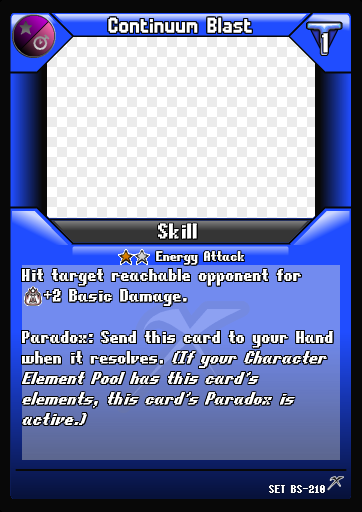 Continuum Blast
1
Skill
Energy Attack
Hit target reachable opponent for
+2 Basic Damage.
Paradox: Send this card to your Hand
when it resolves. (If your Character
Element Pool has this card's
elements, this card's Paradox is
active.)
SET BS-210